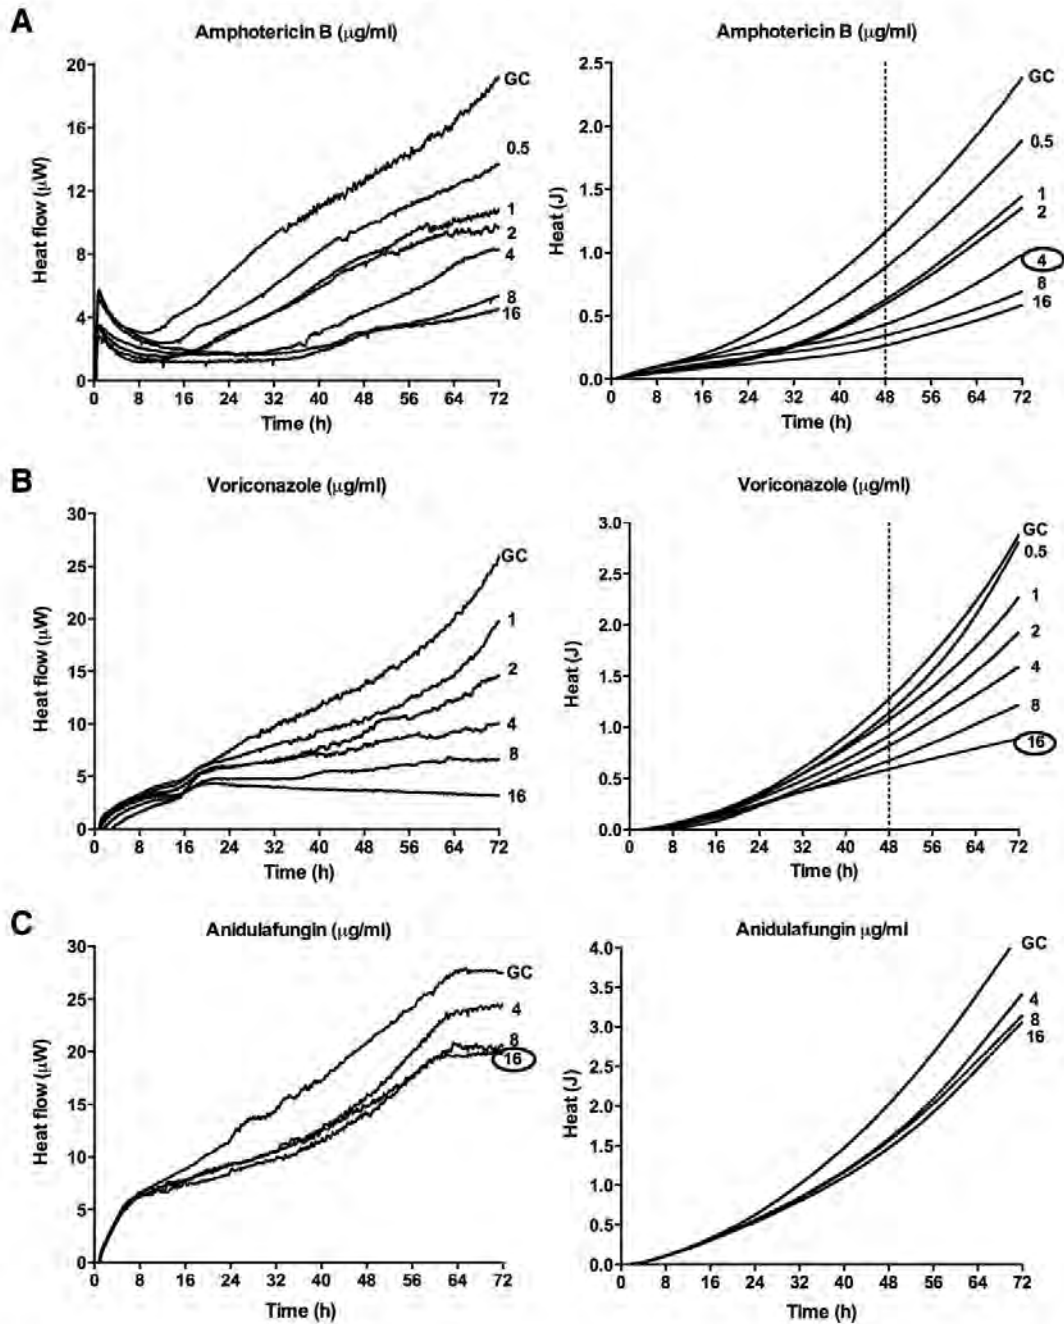 A
Amphotericin B (μg/ml)
20
16
12
8
4
0
Heat flow (μW)
GC
0.5
1
2
4
8
16
0 8 16 24 32 40 48 56 64 72
Time (h)
Amphotericin B (μg/ml)
2.5
2.0
1.5
1.0
0.5
0.0
Heat (J)
GC
0.5
1
2
4
8
16
0 8 16 24 32 40 48 56 64 72
Time (h)
B
Voriconazole (μg/ml)
30
25
20
15
10
5
0
Heat flow (μW)
GC
1
2
4
8
16
0 8 16 24 32 40 48 56 64 72
Time (h)
Voriconazole (μg/ml)
3.0
2.5
2.0
1.5
1.0
0.5
0.0
Heat (J)
GC
0.5
1
2
4
8
16
0 8 16 24 32 40 48 56 64 72
Time (h)
C
Anidulafungin (μg/ml)
30
25
20
15
10
5
0
Heat flow (μW)
GC
4
8
16
0 8 16 24 32 40 48 56 64 72
Time (h)
Anidulafungin μg/ml
4.0
3.5
3.0
2.5
2.0
1.5
1.0
0.5
0.0
Heat (J)
GC
4
8
16
0 8 16 24 32 40 48 56 64 72
Time (h)